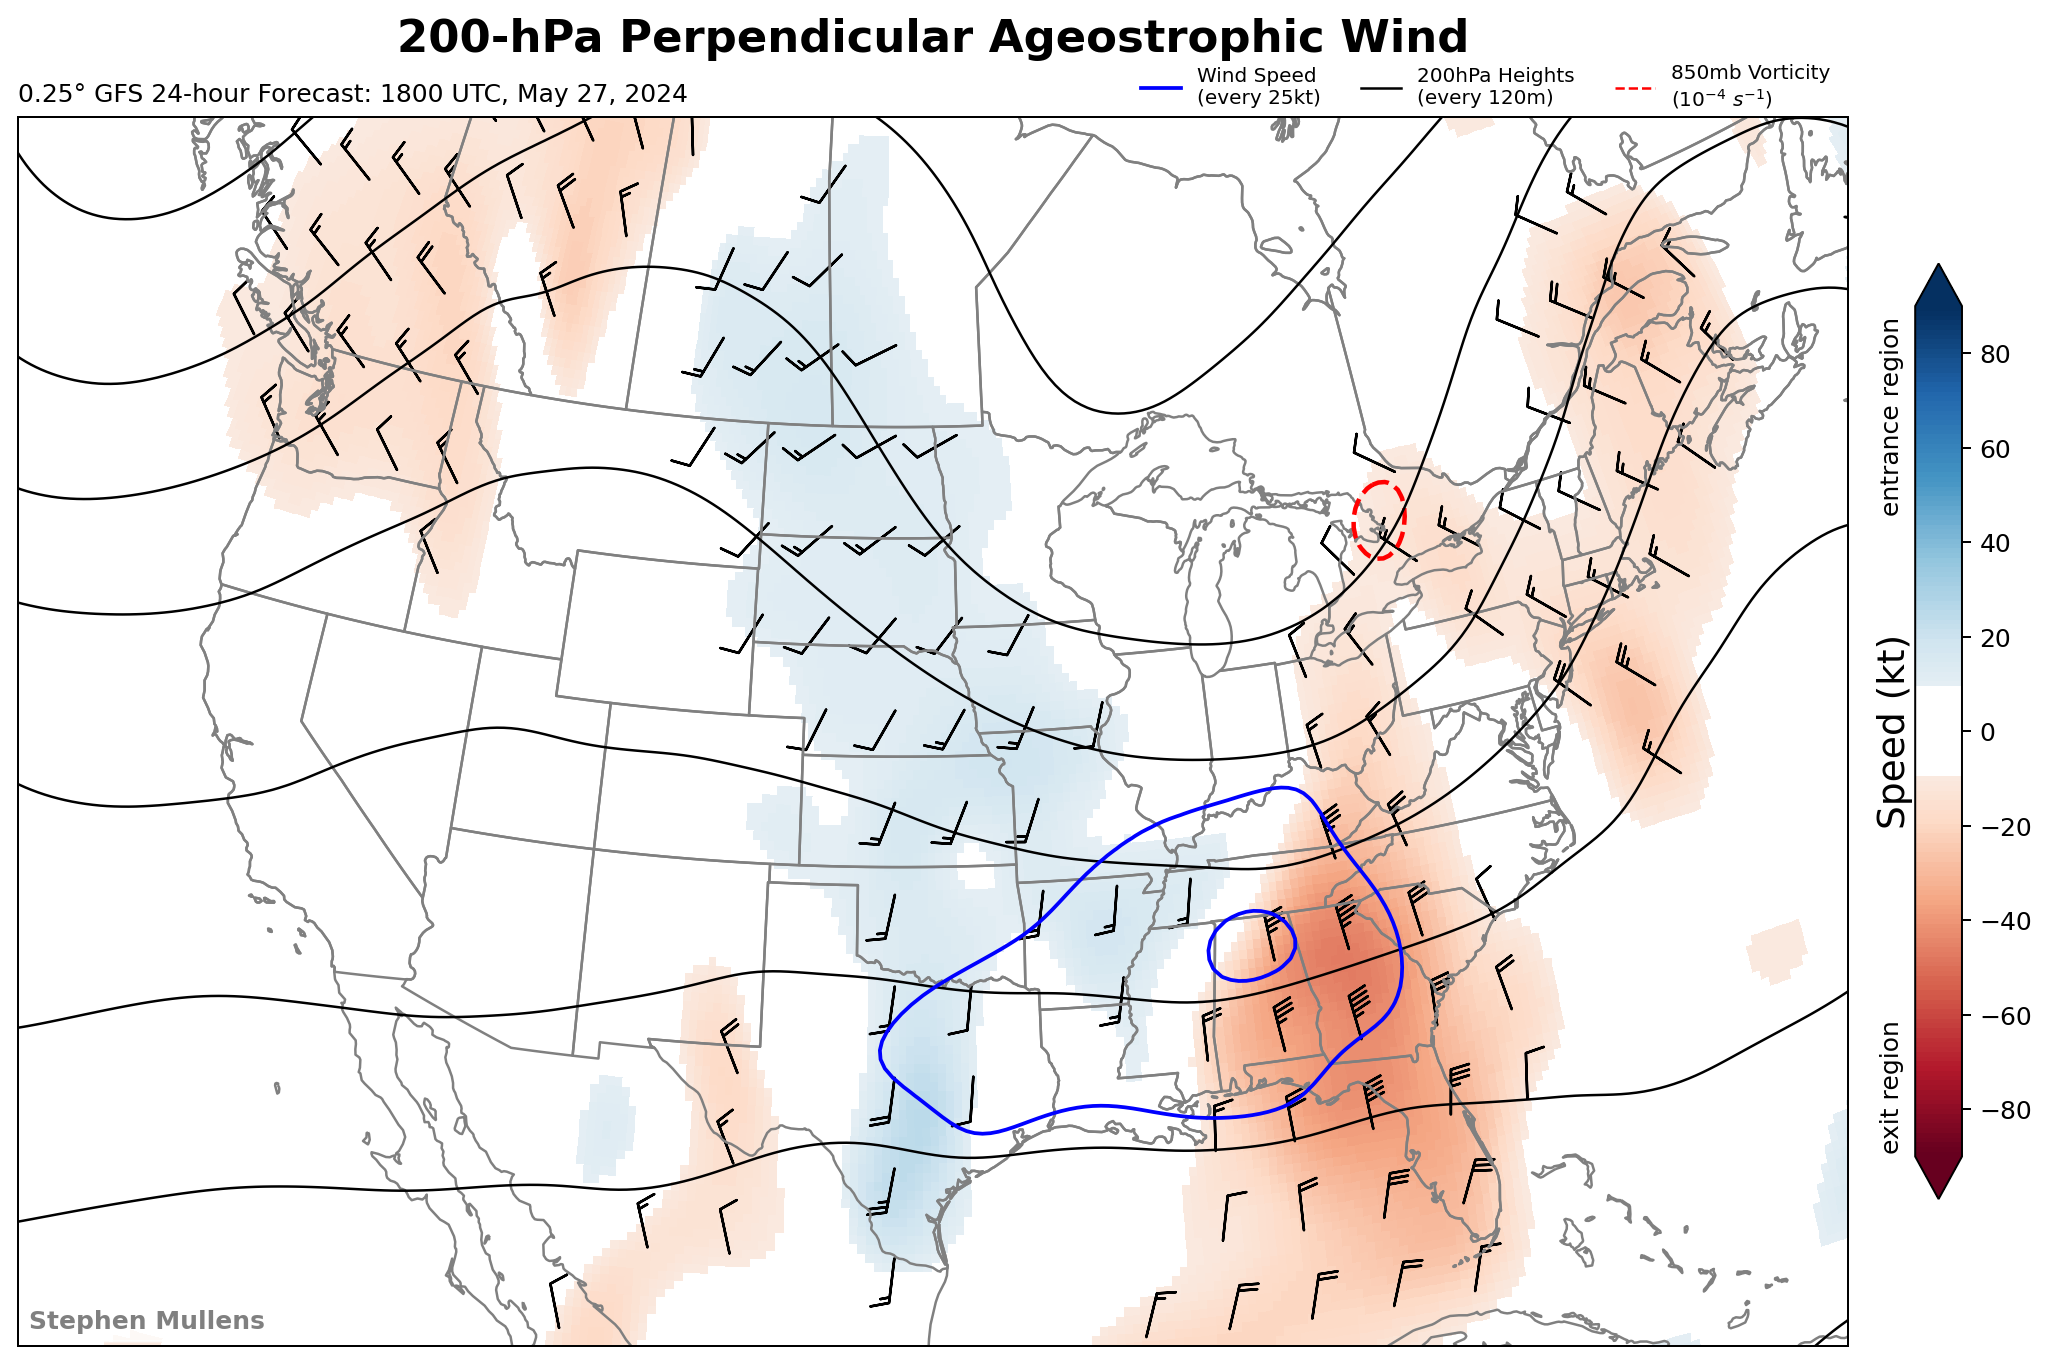 200-hPa Perpendicular Ageostrophic Wind
0.25° GFS 24-hour Forecast: 1800 UTC, May 27, 2024
Wind Speed
(every 25kt)
200hPa Heights
(every 120m)
850mb Vorticity
(10⁻⁴ s⁻¹)
entrance region
Speed (kt)
exit region
80
60
40
20
0
−20
−40
−60
−80
Stephen Mullens